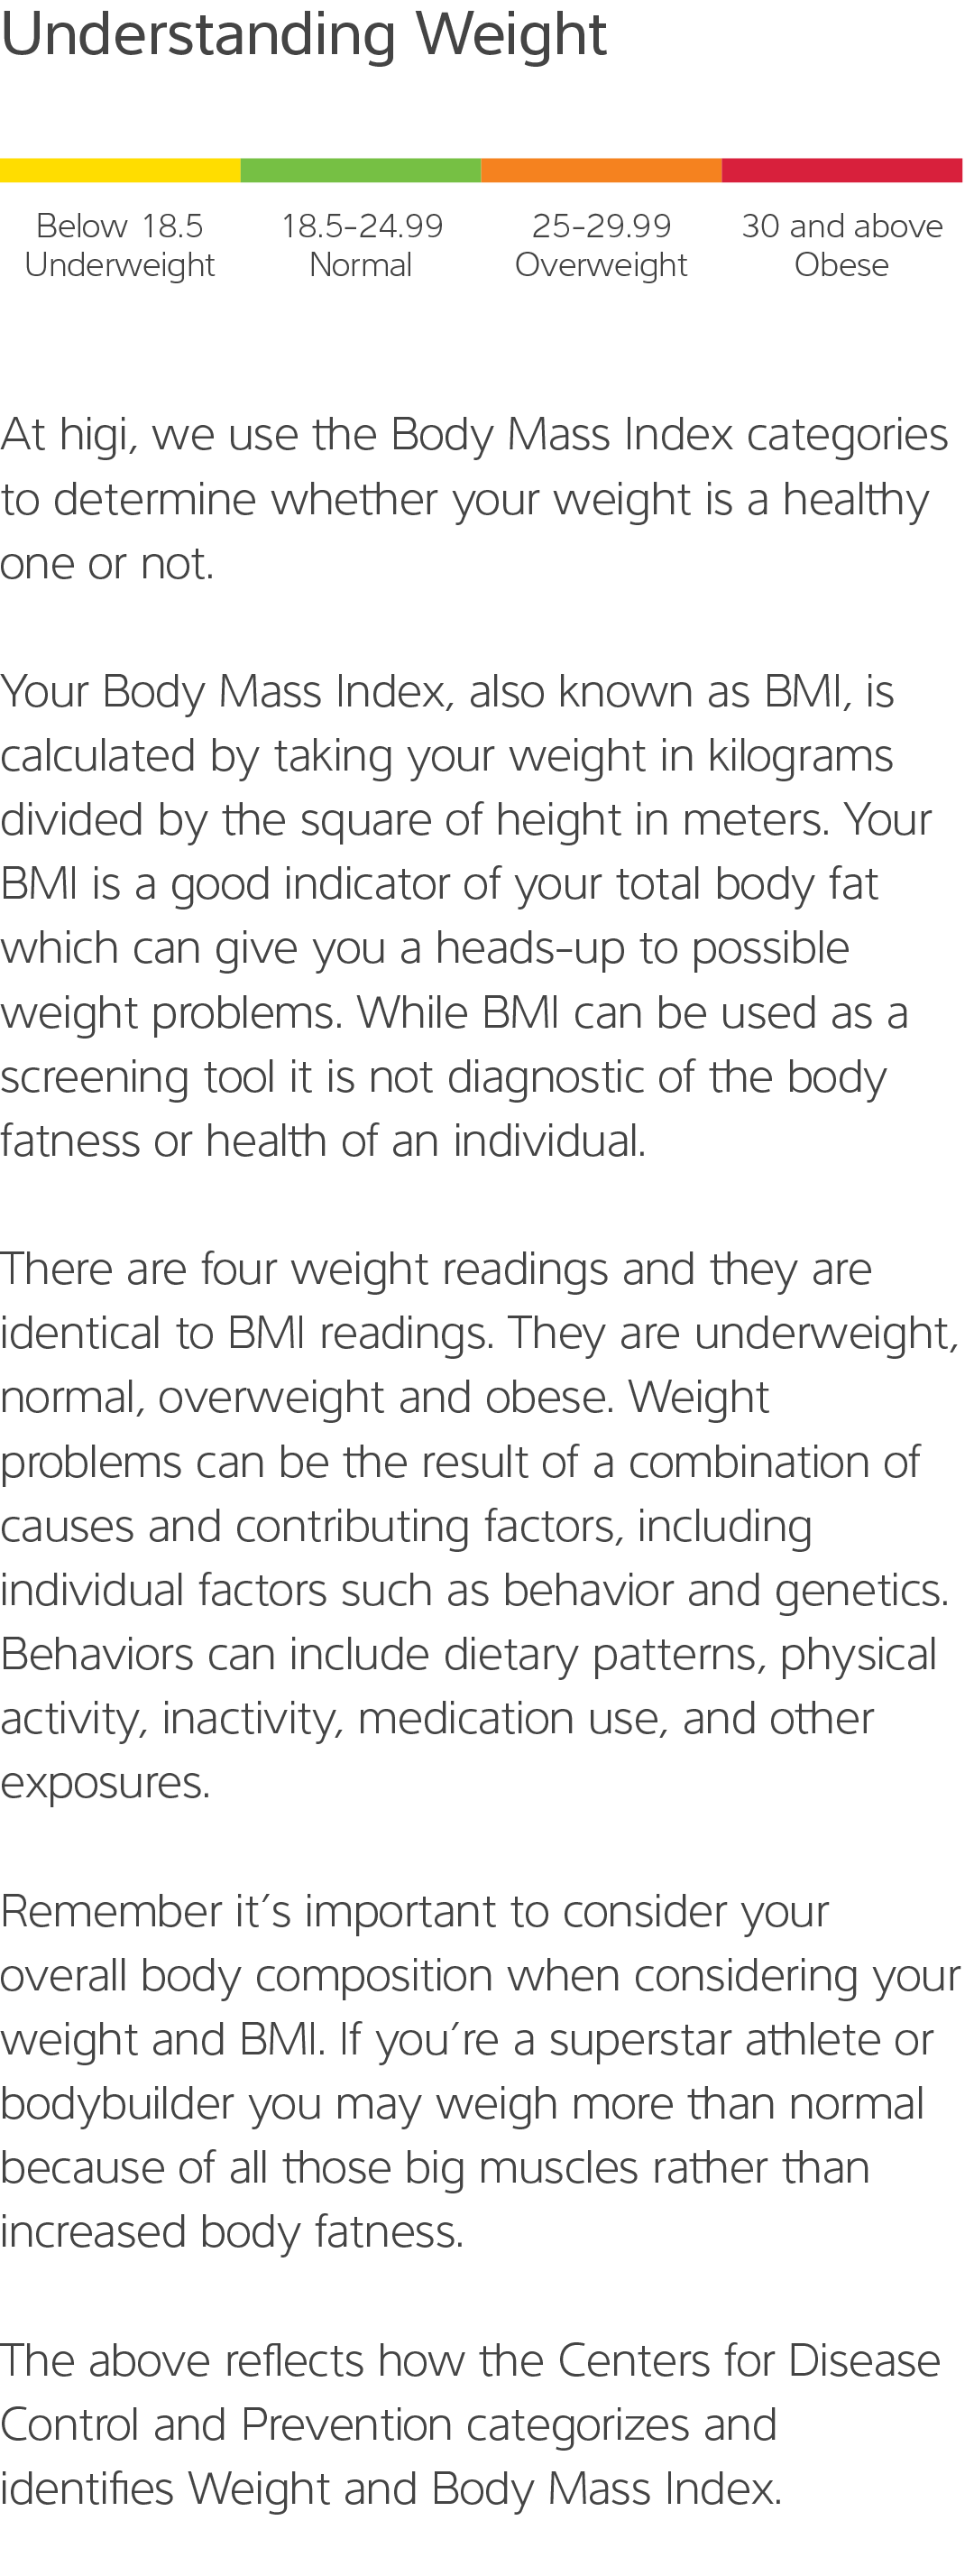 Understanding Weight
Below 18.5
Underweight
18.5-24.99
Normal
25-29.99
Overweight
30 and above
Obese
At higi, we use the Body Mass Index categories
to determine whether your weight is a healthy
one or not.
Your Body Mass Index, also known as BMI, is
calculated by taking your weight in kilograms
divided by the square of height in meters. Your
BMI is a good indicator of your total body fat
which can give you a heads-up to possible
weight problems. While BMI can be used as a
screening tool it is not diagnostic of the body
fatness or health of an individual.
There are four weight readings and they are
identical to BMI readings. They are underweight,
normal, overweight and obese. Weight
problems can be the result of a combination of
causes and contributing factors, including
individual factors such as behavior and genetics.
Behaviors can include dietary patterns, physical
activity, inactivity, medication use, and other
exposures.
Remember it's important to consider your
overall body composition when considering your
weight and BMI. If you're a superstar athlete or
bodybuilder you may weigh more than normal
because of all those big muscles rather than
increased body fatness.
The above reflects how the Centers for Disease
Control and Prevention categorizes and
identifies Weight and Body Mass Index.